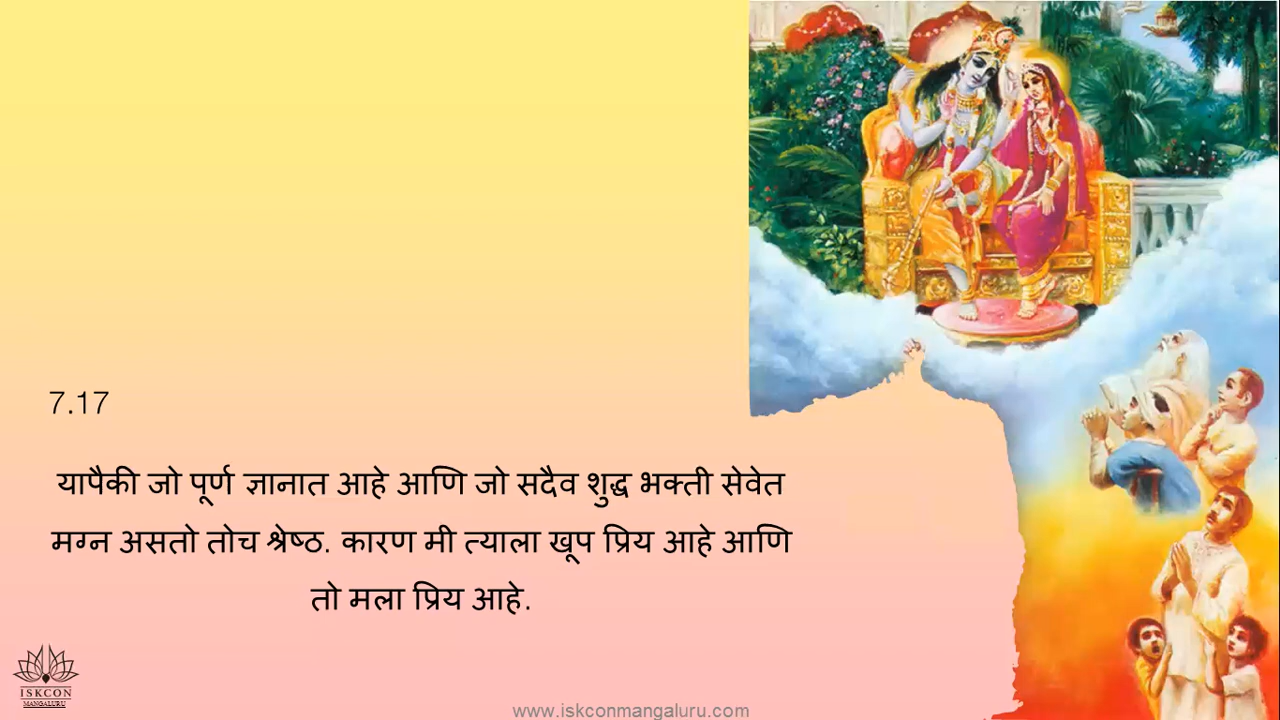 7.17
यापैकी जो पूर्ण ज्ञानात आहे आणि जो सदैव शुद्ध भक्ती सेवेत
मग्न असतो तोच श्रेष्ठ. कारण मी त्याला खूप प्रिय आहे आणि
तो मला प्रिय आहे.
ISKCON
MANGALURU
www.iskconmangaluru.com